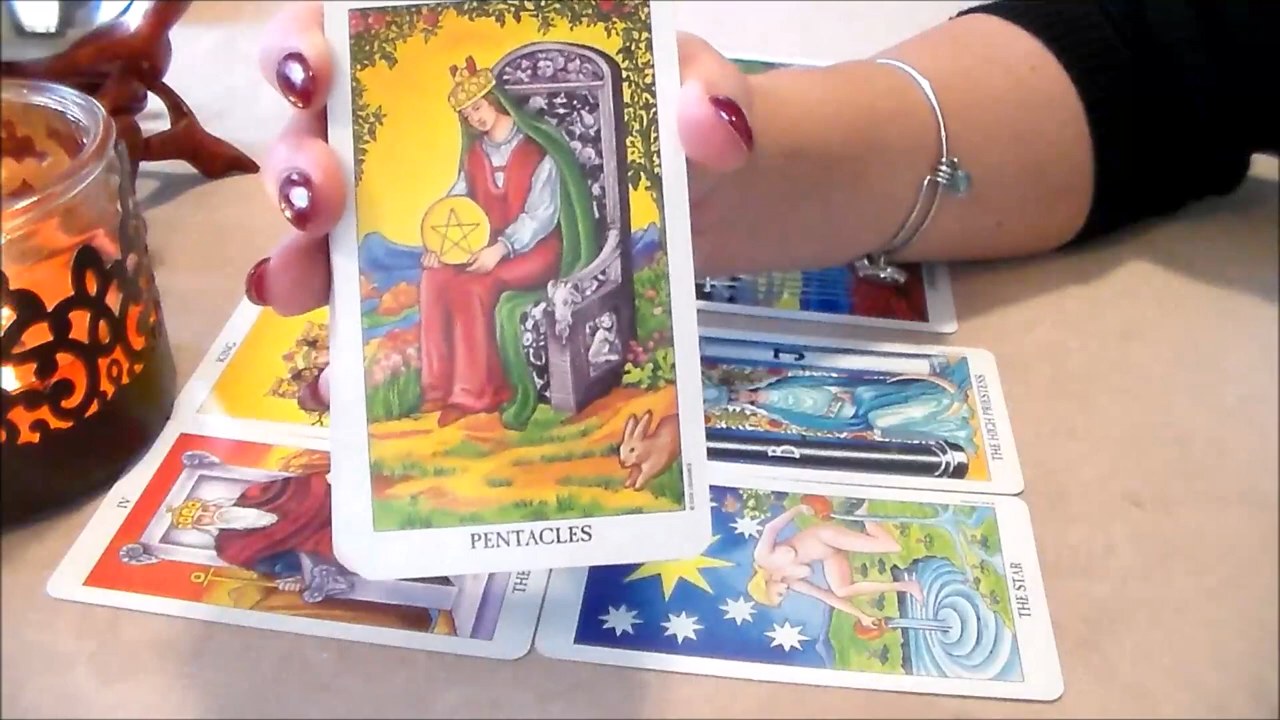 PENTACLES
KING
THE HIGH PRIESTESS
B
IV
THE
THE STAR